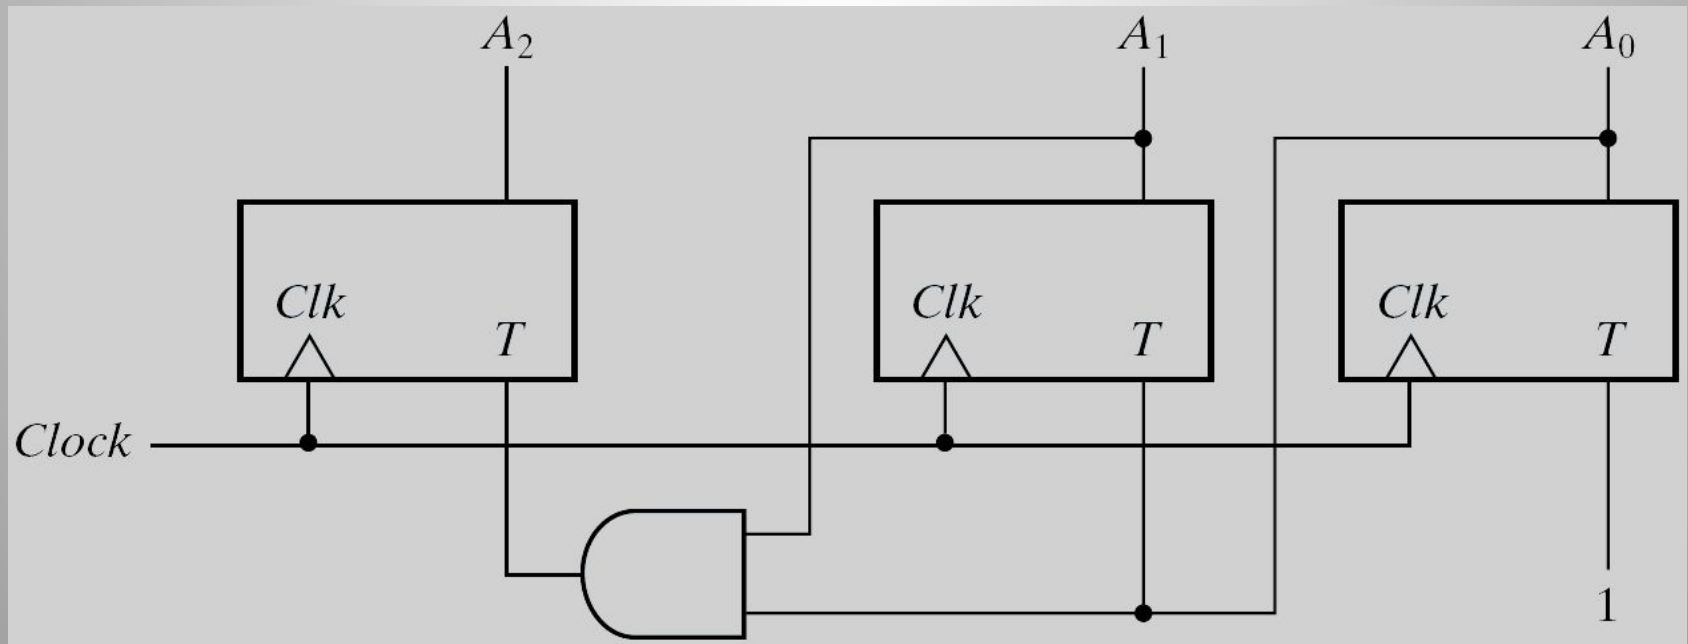 A₂ A₁ A₀
Clk Clk Clk
T T T
Clock
1